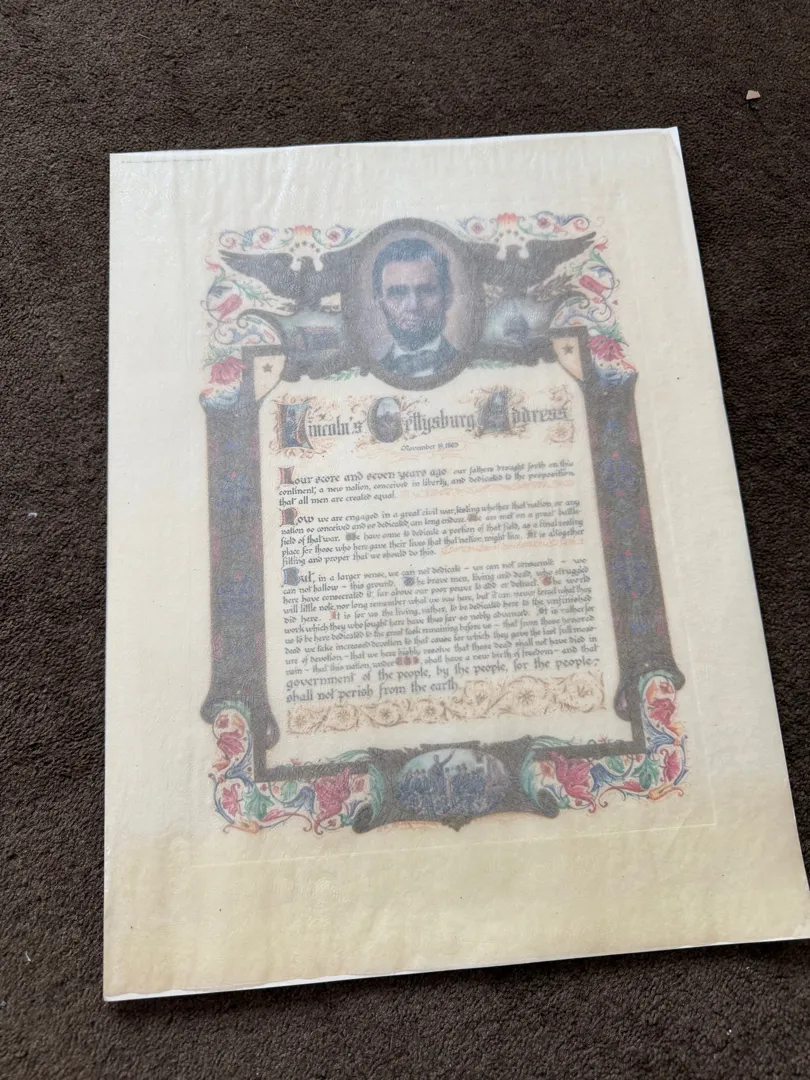 Lincoln's Gettysburg Address
November 19, 1863
Four score and seven years ago our fathers brought forth on this
continent, a new nation, conceived in liberty, and dedicated to the proposition
that all men are created equal.
Now we are engaged in a great civil war, testing whether that nation, or any
nation so conceived and so dedicated, can long endure. We are met on a great battle
field of that war. We have come to dedicate a portion of that field, as a final resting
place for those who here gave their lives that that nation might live. It is altogether
fitting and proper that we should do this.
But, in a larger sense, we can not dedicate – we can not consecrate – we
can not hallow – this ground. The brave men, living and dead, who struggled
here have consecrated it, far above our poor power to add or detract. The world
will little note, nor long remember what we say here, but it can never forget what they
did here. It is for us the living, rather, to be dedicated here to the unfinished
work which they who fought here have thus far so nobly advanced. It is rather for
us to be here dedicated to the great task remaining before us – that from these honored
dead we take increased devotion to that cause for which they gave the last full meas-
ure of devotion – that we here highly resolve that these dead shall not have died in
vain – that this nation, under God, shall have a new birth of freedom – and that
government of the people, by the people, for the people,
shall not perish from the earth.